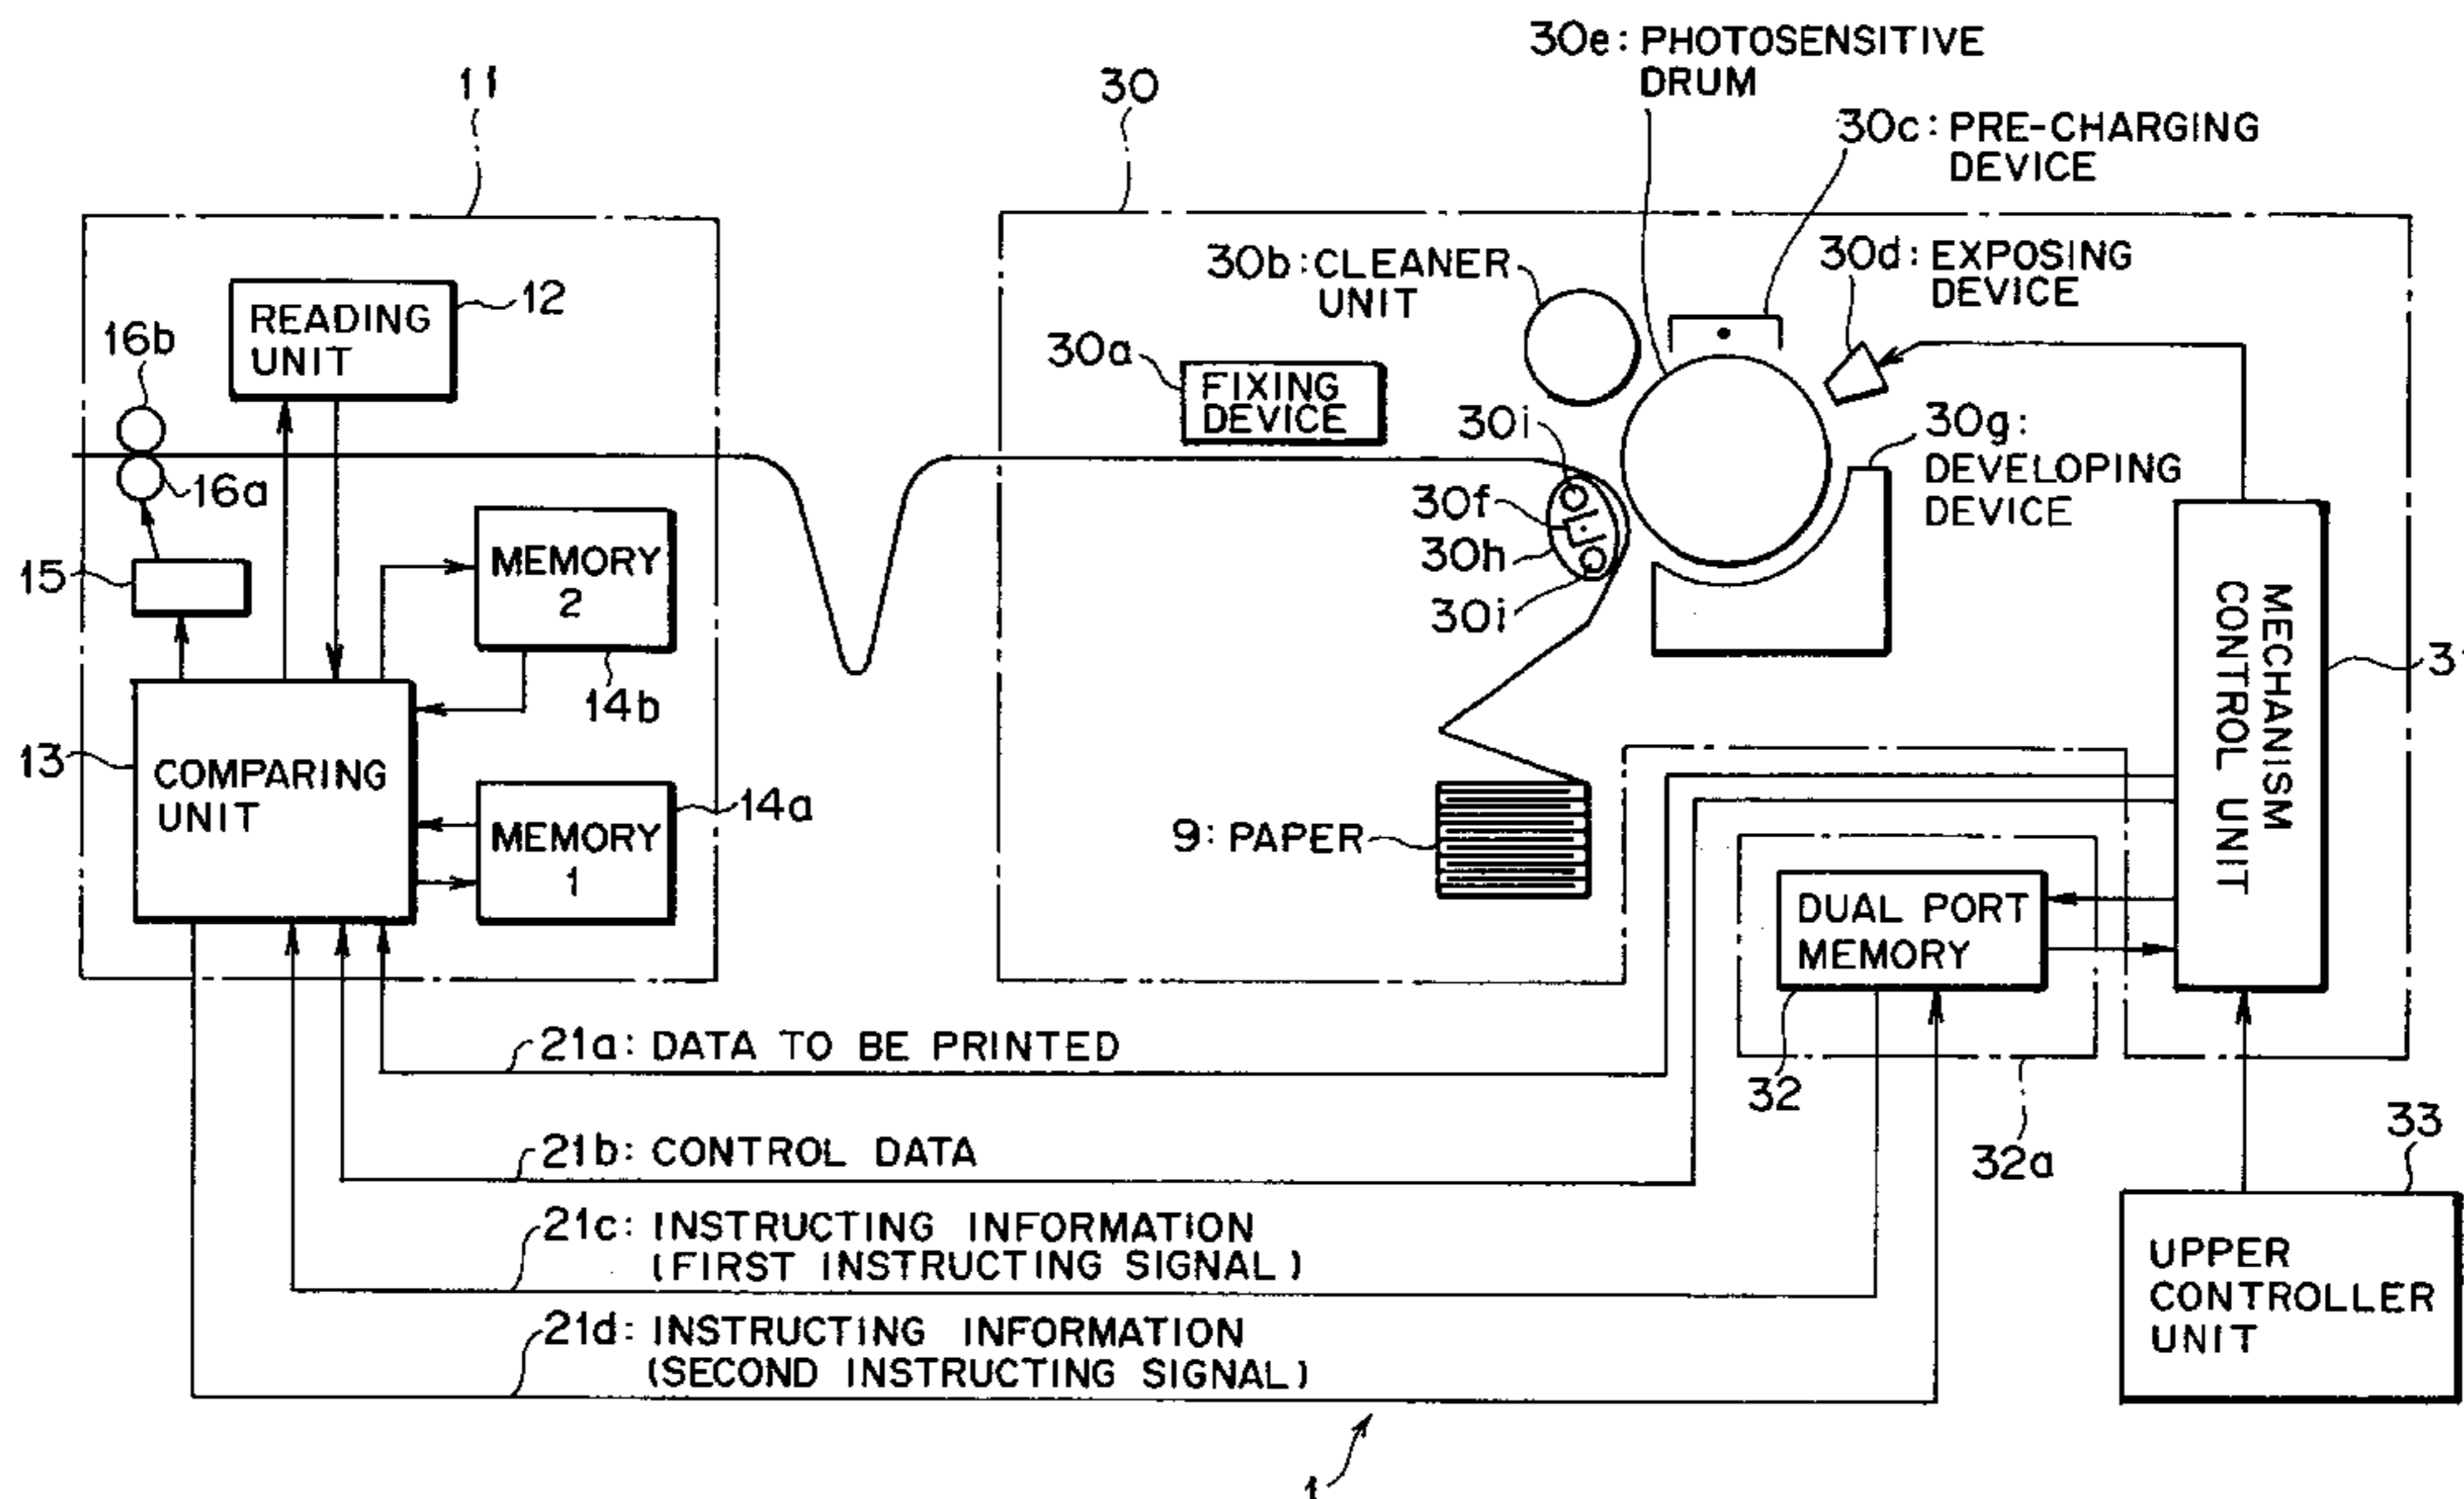 11
30
30e: PHOTOSENSITIVE
DRUM
30c: PRE-CHARGING
DEVICE
30b: CLEANER
UNIT
30d: EXPOSING
DEVICE
READING
UNIT
12
16b
16a
30a
FIXING
DEVICE
30i
30f
30h
30i
30g:
DEVELOPING
DEVICE
15
MEMORY
2
14b
MECHANISM
CONTROL UNIT
13
COMPARING
UNIT
MEMORY
1
14a
9: PAPER
DUAL PORT
MEMORY
32
32a
21a: DATA TO BE PRINTED
21b: CONTROL DATA
21c: INSTRUCTING INFORMATION
(FIRST INSTRUCTING SIGNAL)
21d: INSTRUCTING INFORMATION
(SECOND INSTRUCTING SIGNAL)
33
UPPER
CONTROLLER
UNIT
1